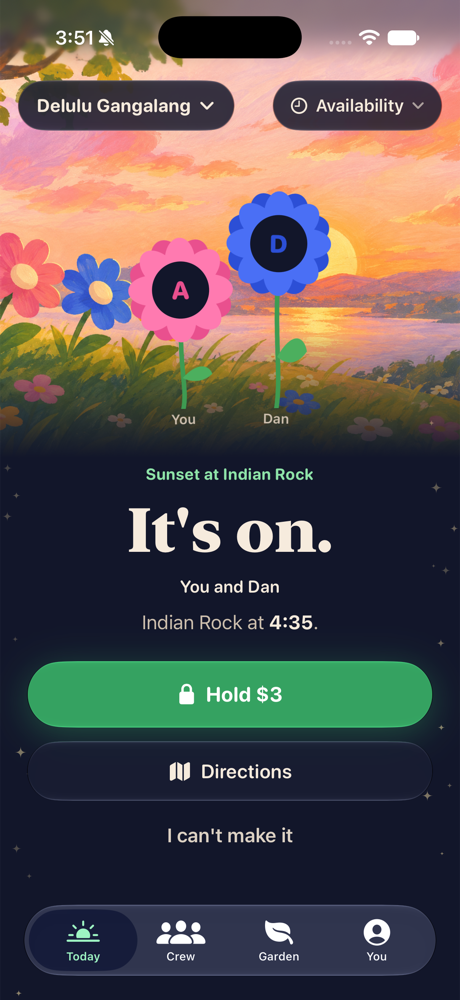 3:51
Delulu Gangalang
Availability
A
D
You
Dan
Sunset at Indian Rock
It's on.
You and Dan
Indian Rock at 4:35.
Hold $3
Directions
I can't make it
Today
Crew
Garden
You